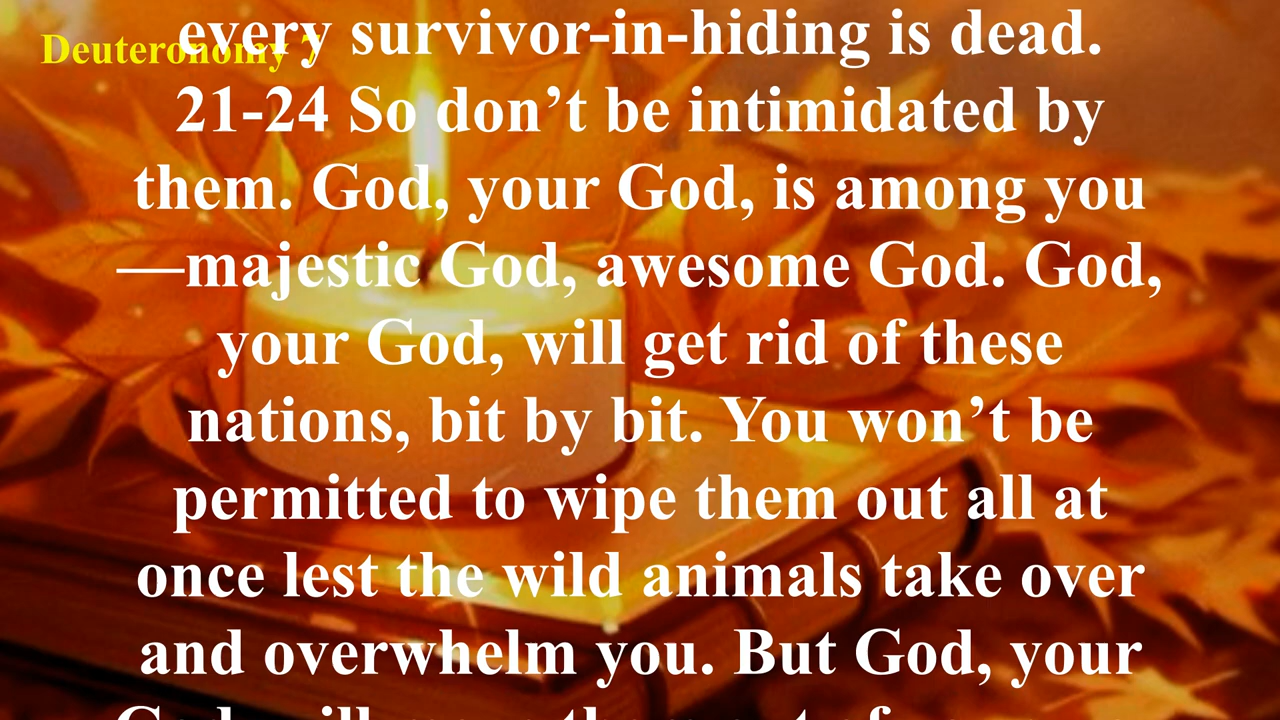 Deuteronomy 7
every survivor-in-hiding is dead.
21-24 So don’t be intimidated by
them. God, your God, is among you
—majestic God, awesome God. God,
your God, will get rid of these
nations, bit by bit. You won’t be
permitted to wipe them out all at
once lest the wild animals take over
and overwhelm you. But God, your